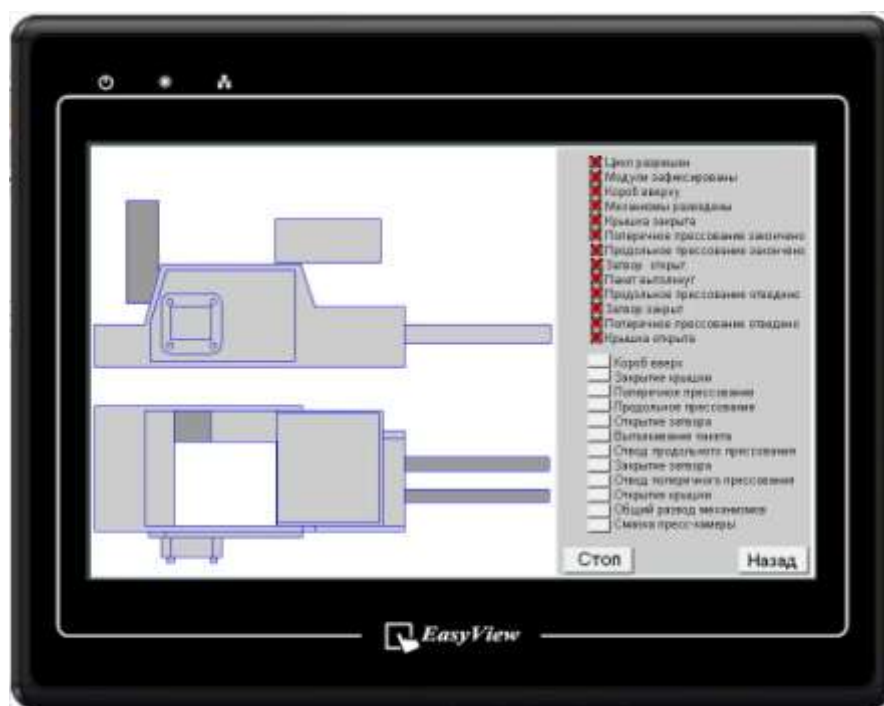 Цикл разрешен
Модули зафиксированы
Короб вверху
Механизмы разведены
Крышка закрыта
Поперечное прессование закончено
Продольное прессование закончено
Затвор открыт
Пакет вытолкнут
Продольное прессование отведено
Затвор закрыт
Поперечное прессование отведено
Крышка открыта
Короб вверх
Закрытие крышки
Поперечное прессование
Продольное прессование
Открытие затвора
Выталкивание пакета
Отвод продольного прессования
Закрытие затвора
Отвод поперечного прессования
Открытие крышки
Общий развод механизмов
Смазка пресс-камеры
Стоп Назад
EasyView